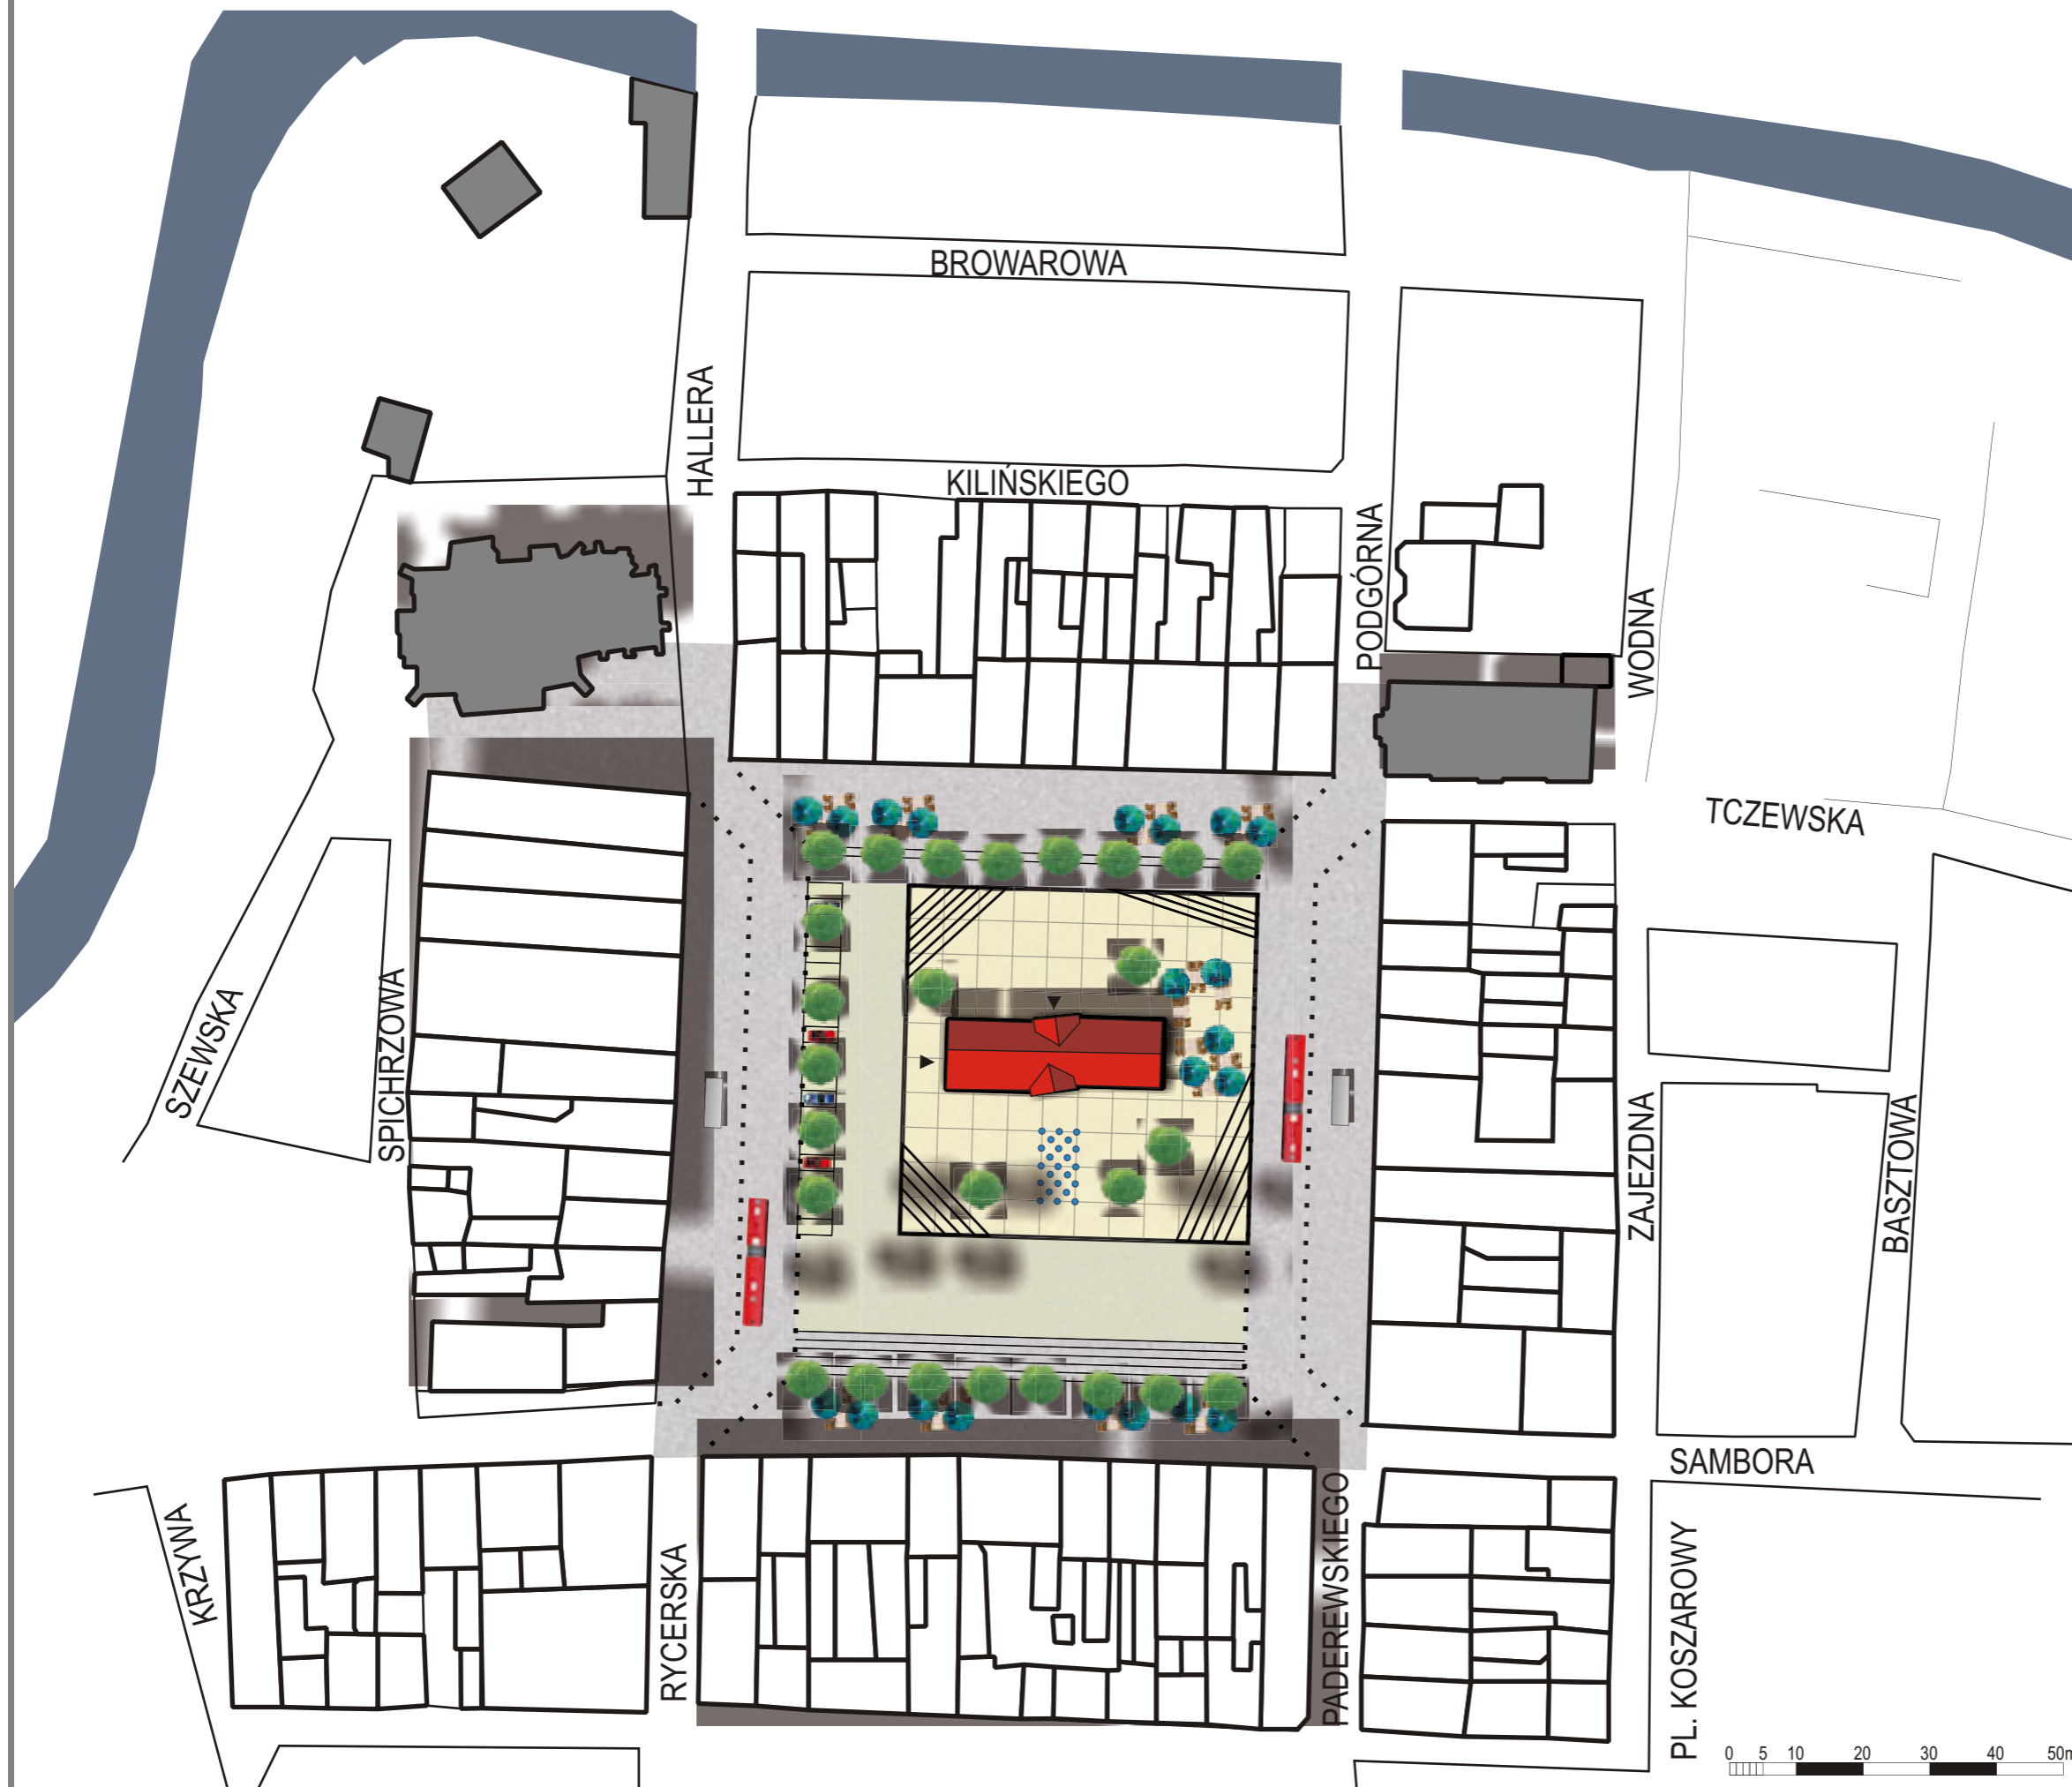 BROWAROWA
HALLERA
KILIŃSKIEGO
PODGÓRNA
WODNA
TCZEWSKA
SZEWSKA
SPICHRZOWA
ZAJEZDNA
BASZTOWA
SAMBORA
KRZYWA
RYCERSKA
PADEREWSKIEGO
PL. KOSZAROWY
0 5 10 20 30 40 50m